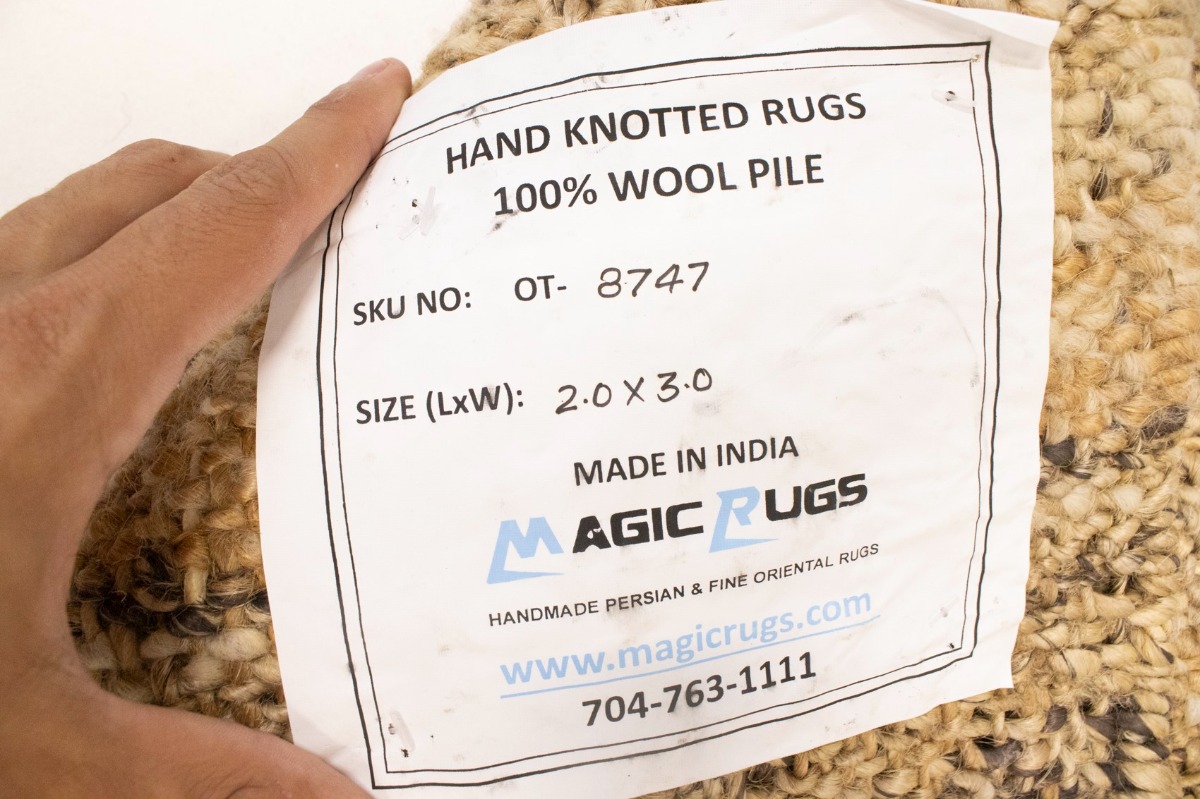 HAND KNOTTED RUGS
100% WOOL PILE
SKU NO: OT- 8747
SIZE (LxW): 2.0 X 3.0
MADE IN INDIA
MAGIC RUGS
HANDMADE PERSIAN & FINE ORIENTAL RUGS
www.magicrugs.com
704-763-1111